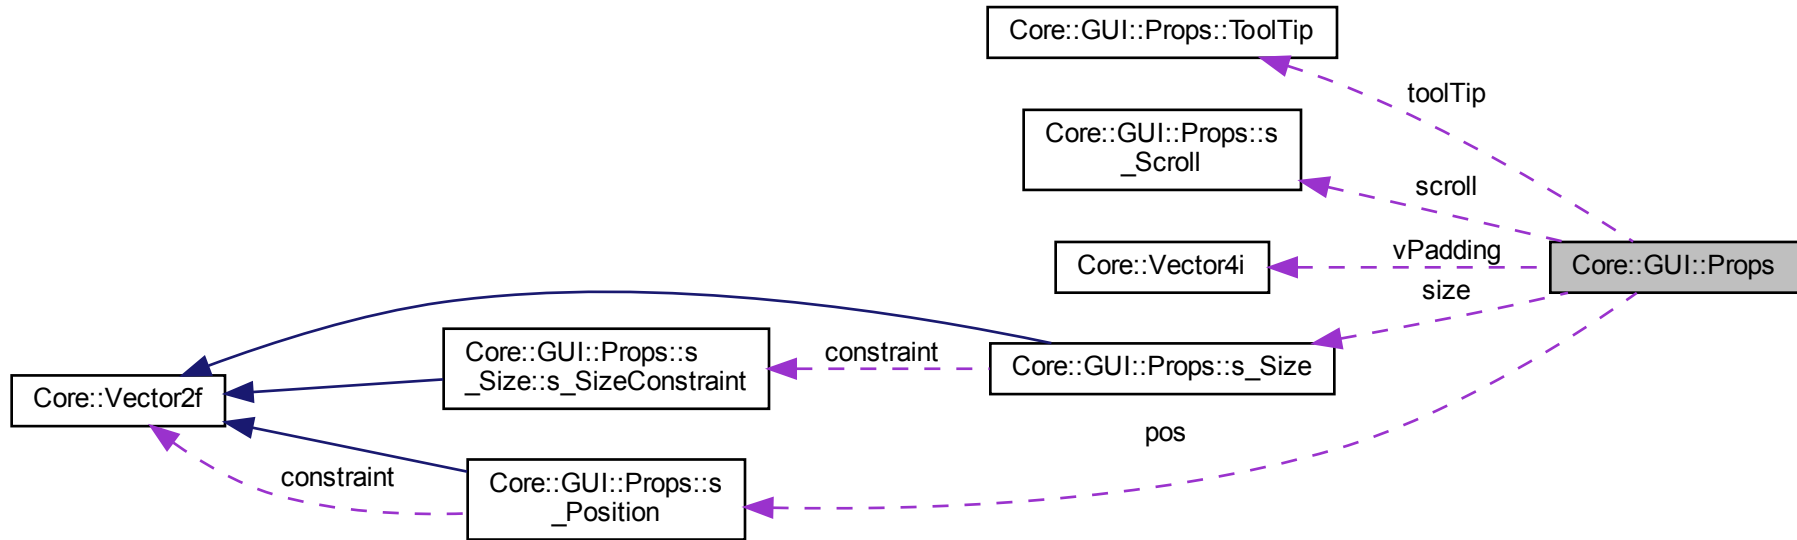 Core::GUI::Props::ToolTip
toolTip
Core::GUI::Props::s
_Scroll
scroll
Core::Vector4i
vPadding
Core::GUI::Props
size
Core::GUI::Props::s
_Size::s_SizeConstraint
constraint
Core::GUI::Props::s_Size
Core::Vector2f
pos
constraint
Core::GUI::Props::s
_Position